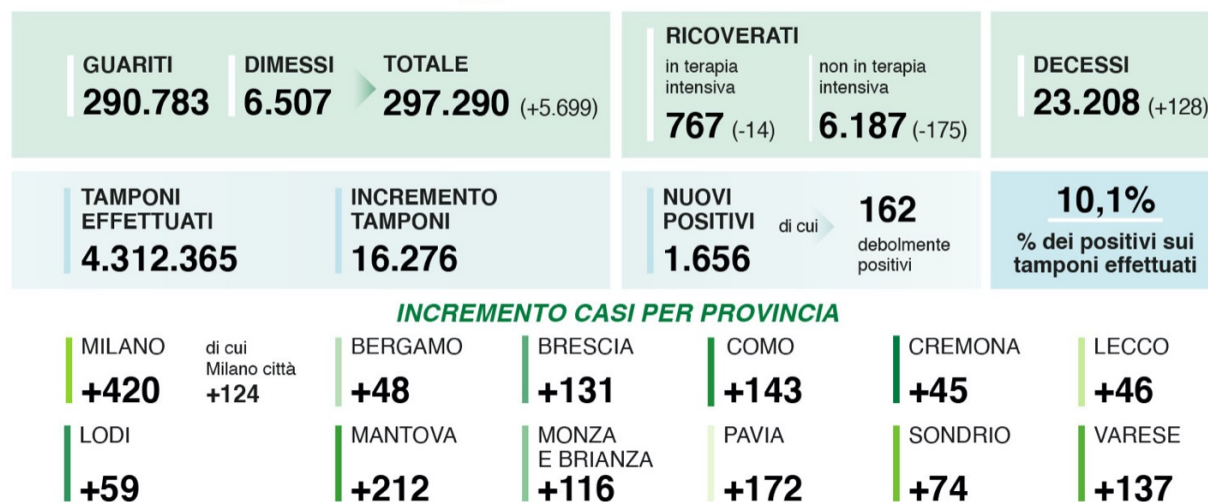 GUARITI
290.783
DIMESSI
6.507
TOTALE
297.290 (+5.699)
RICOVERATI
in terapia
intensiva
767 (-14)
non in terapia
intensiva
6.187 (-175)
DECESSI
23.208 (+128)
TAMPONI
EFFETTUATI
4.312.365
INCREMENTO
TAMPONI
16.276
NUOVI
POSITIVI
1.656
di cui
162
debolmente
positivi
10,1%
% dei positivi sui
tamponi effettuati
INCREMENTO CASI PER PROVINCIA
MILANO
+420
di cui
Milano città
+124
BERGAMO
+48
BRESCIA
+131
COMO
+143
CREMONA
+45
LECCO
+46
LODI
+59
MANTOVA
+212
MONZA
E BRIANZA
+116
PAVIA
+172
SONDRIO
+74
VARESE
+137